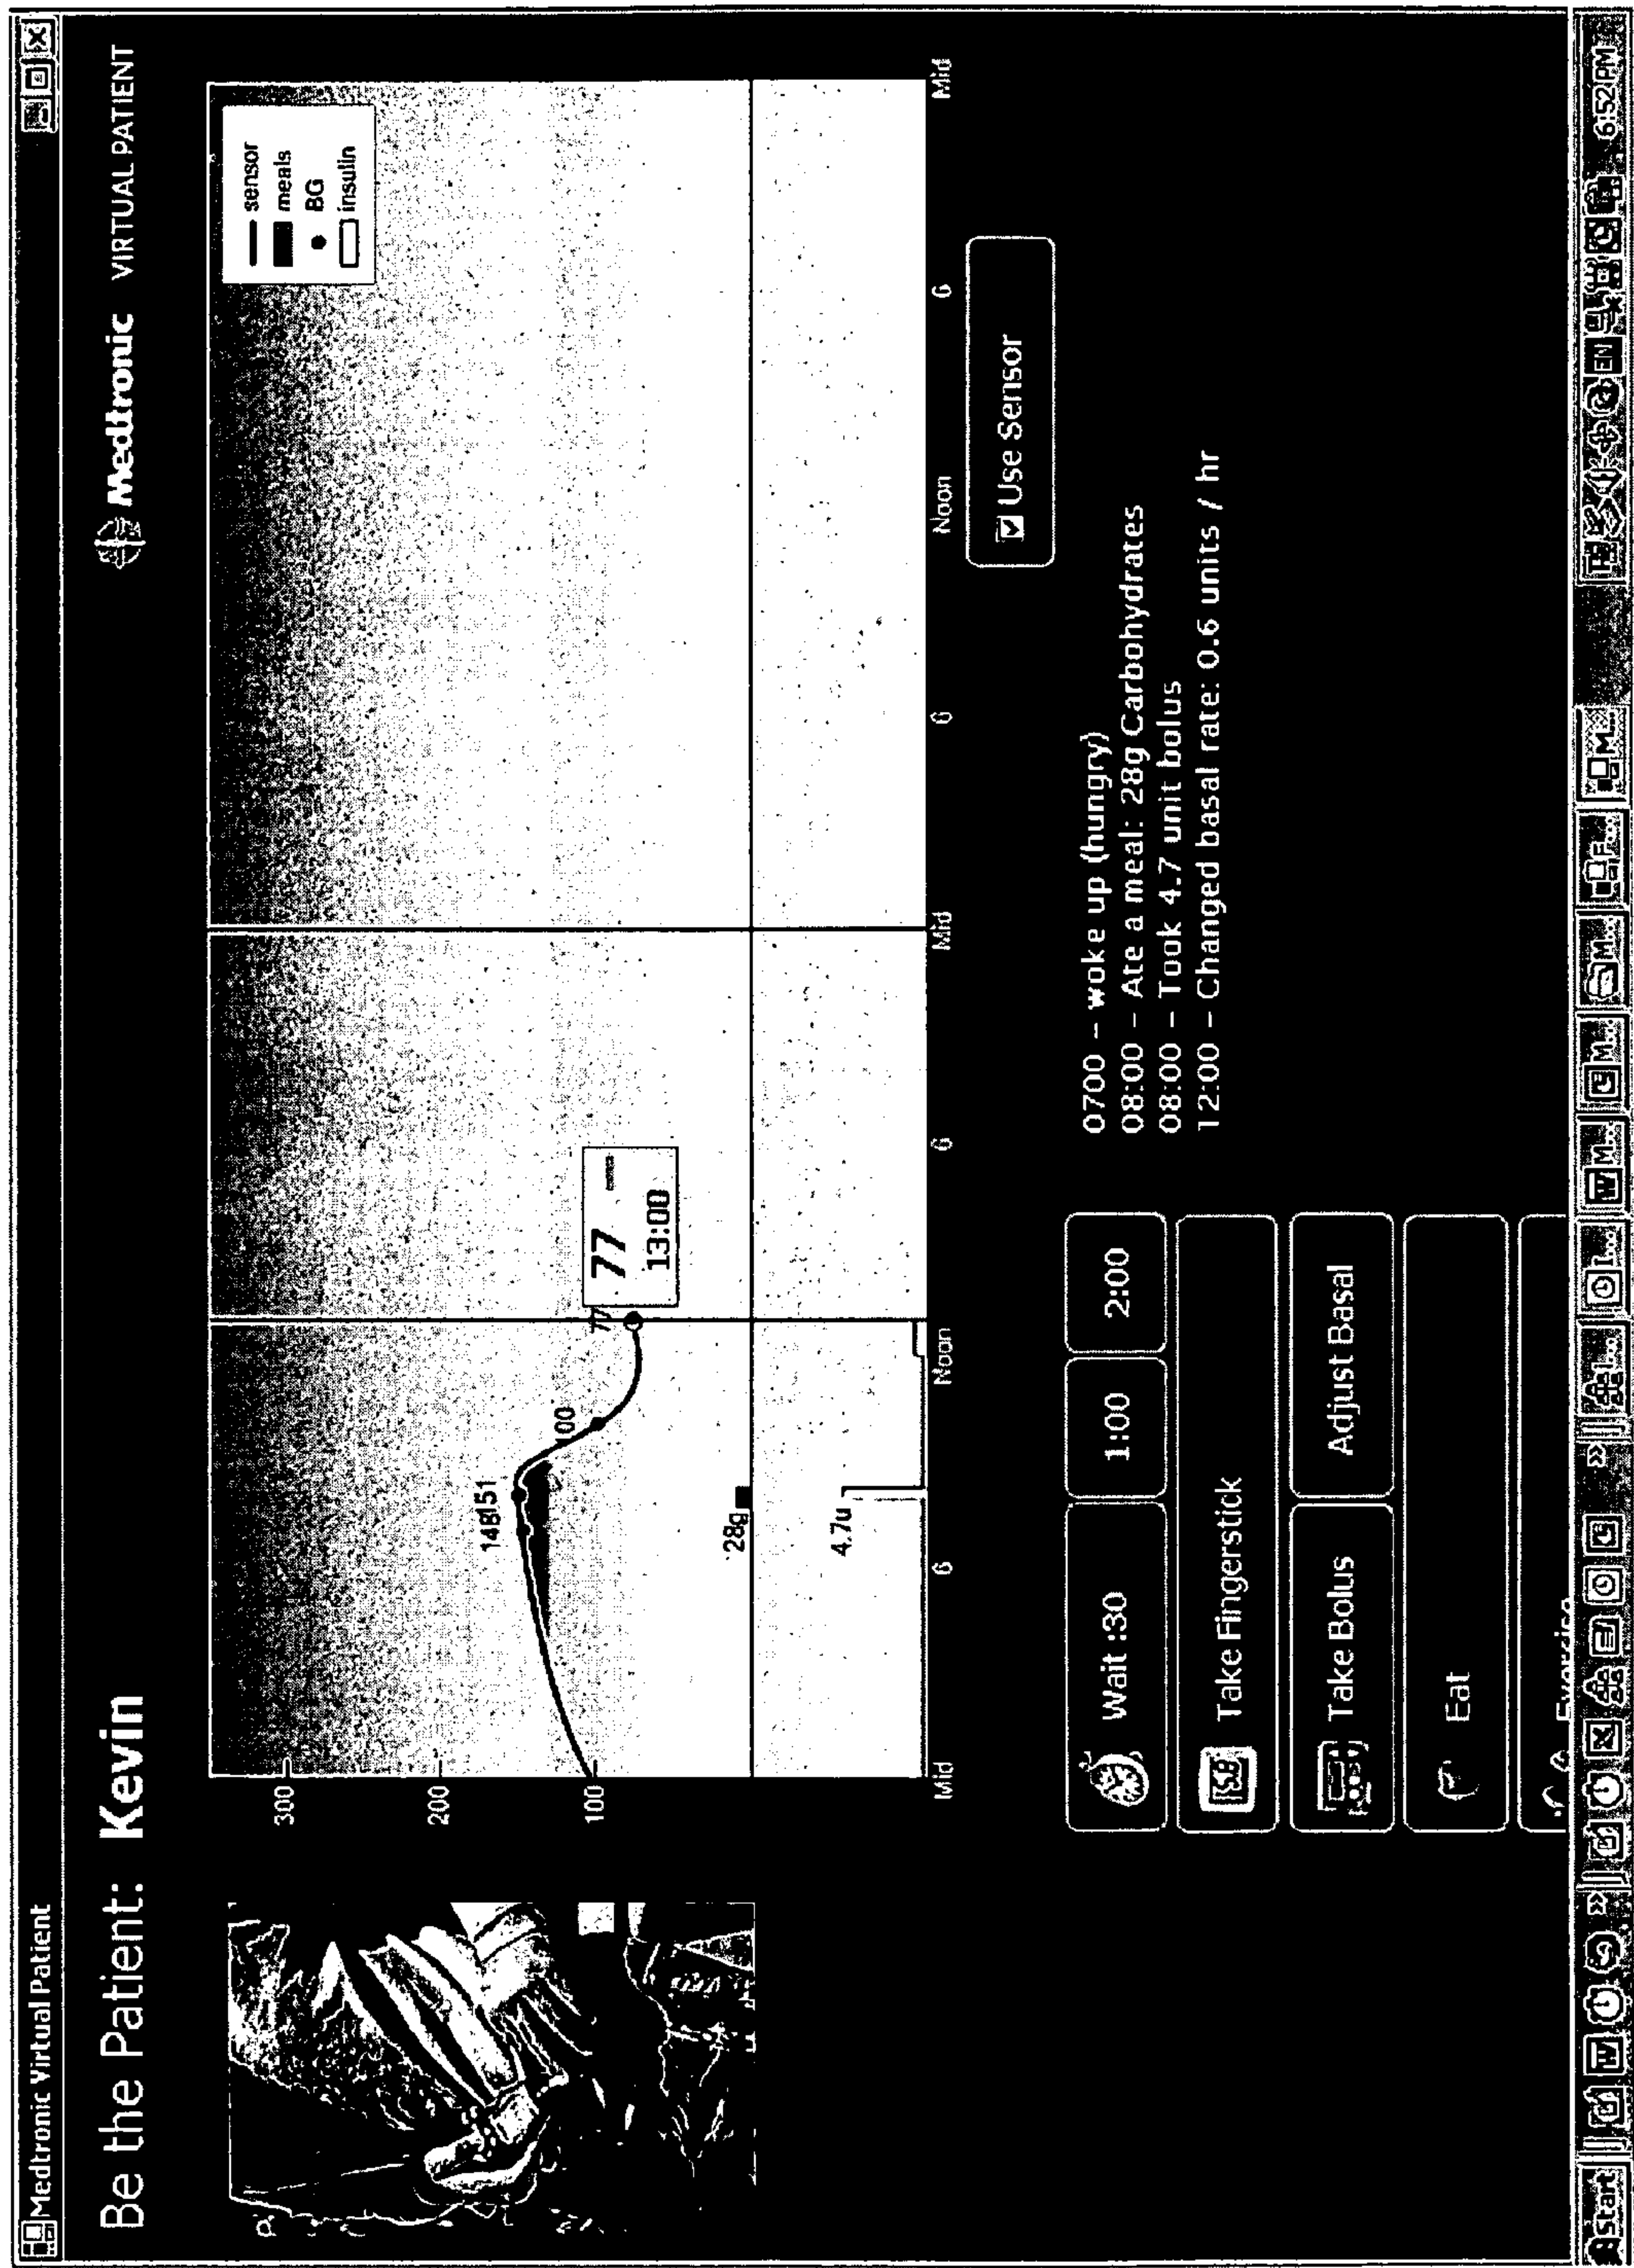 Medtronic Virtual Patient
Be the Patient: Kevin
Medtronic VIRTUAL PATIENT
sensor
meals
BG
insulin
300
200
100
151
100
77
77
13:00
28g
4.7u
Mid
6
Noon
6
Mid
6
Noon
6
Mid
Use Sensor
Wait :30
1:00
2:00
Take Fingerstick
Take Bolus
Adjust Basal
Eat
Exercise
0700 – woke up (hungry)
08:00 – Ate a meal: 28g Carbohydrates
08:00 – Took 4.7 unit bolus
12:00 – Changed basal rate: 0.6 units / hr
Start
I...
W M...
M...
M...
F...
M...
EN
6:52 PM